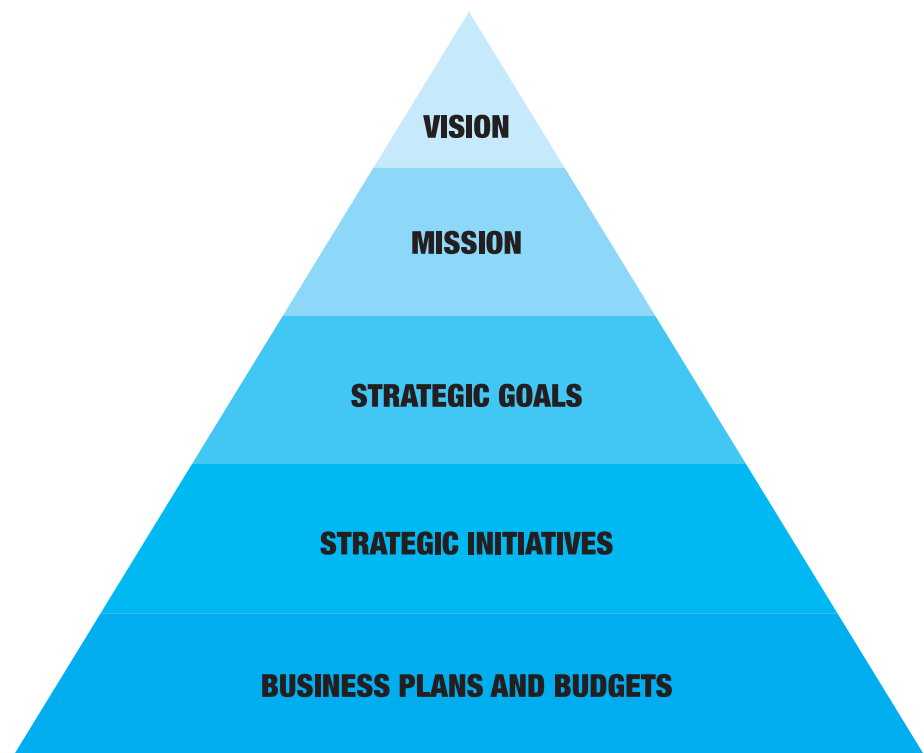 VISION
MISSION
STRATEGIC GOALS
STRATEGIC INITIATIVES
BUSINESS PLANS AND BUDGETS